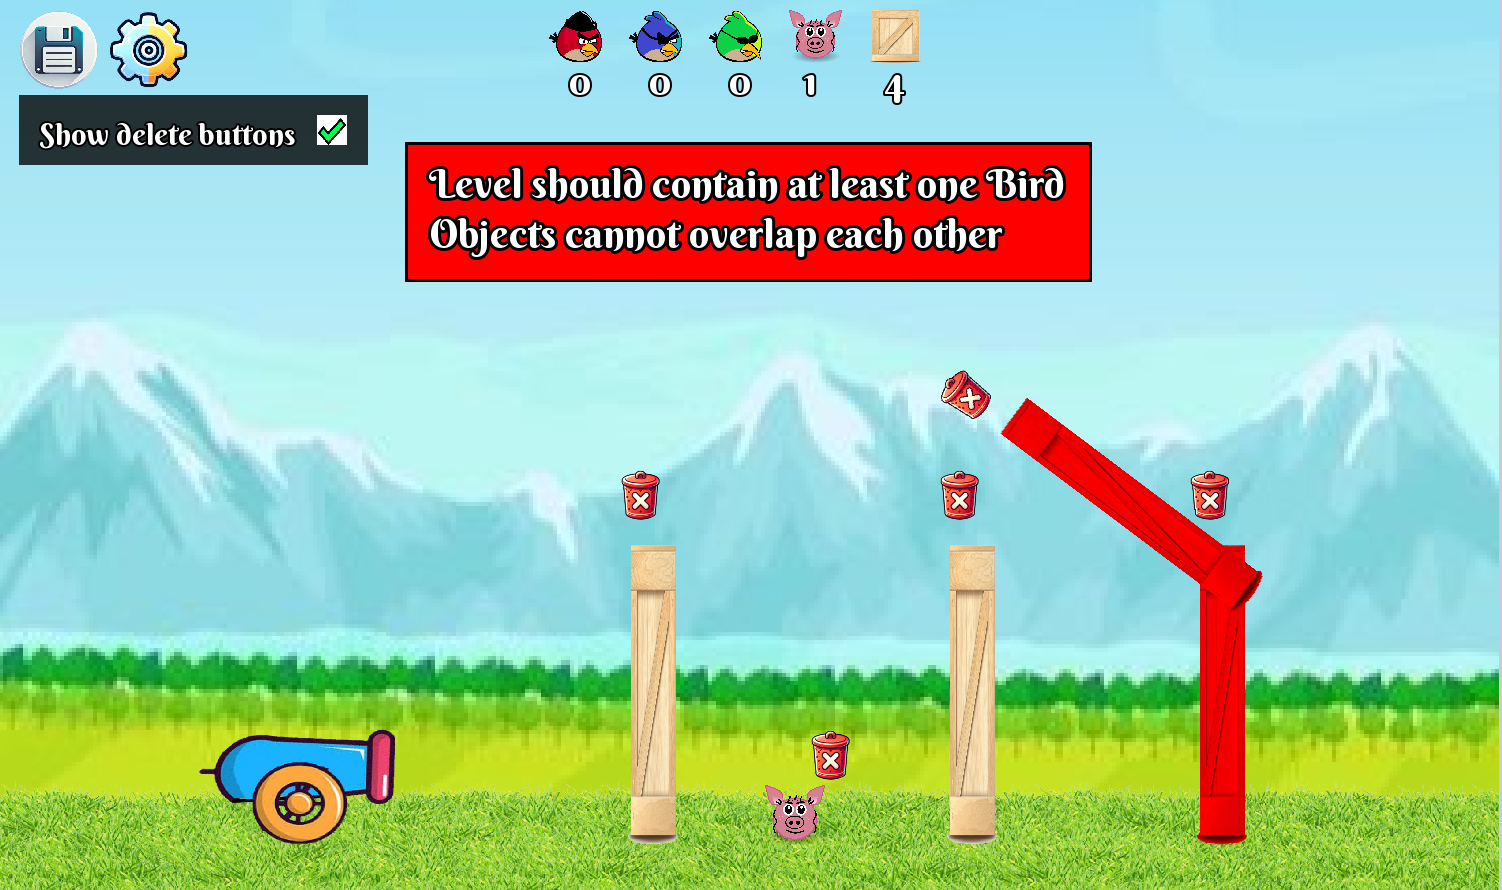 0 0 0 1 4
Show delete buttons
Level should contain at least one Bird
Objects cannot overlap each other